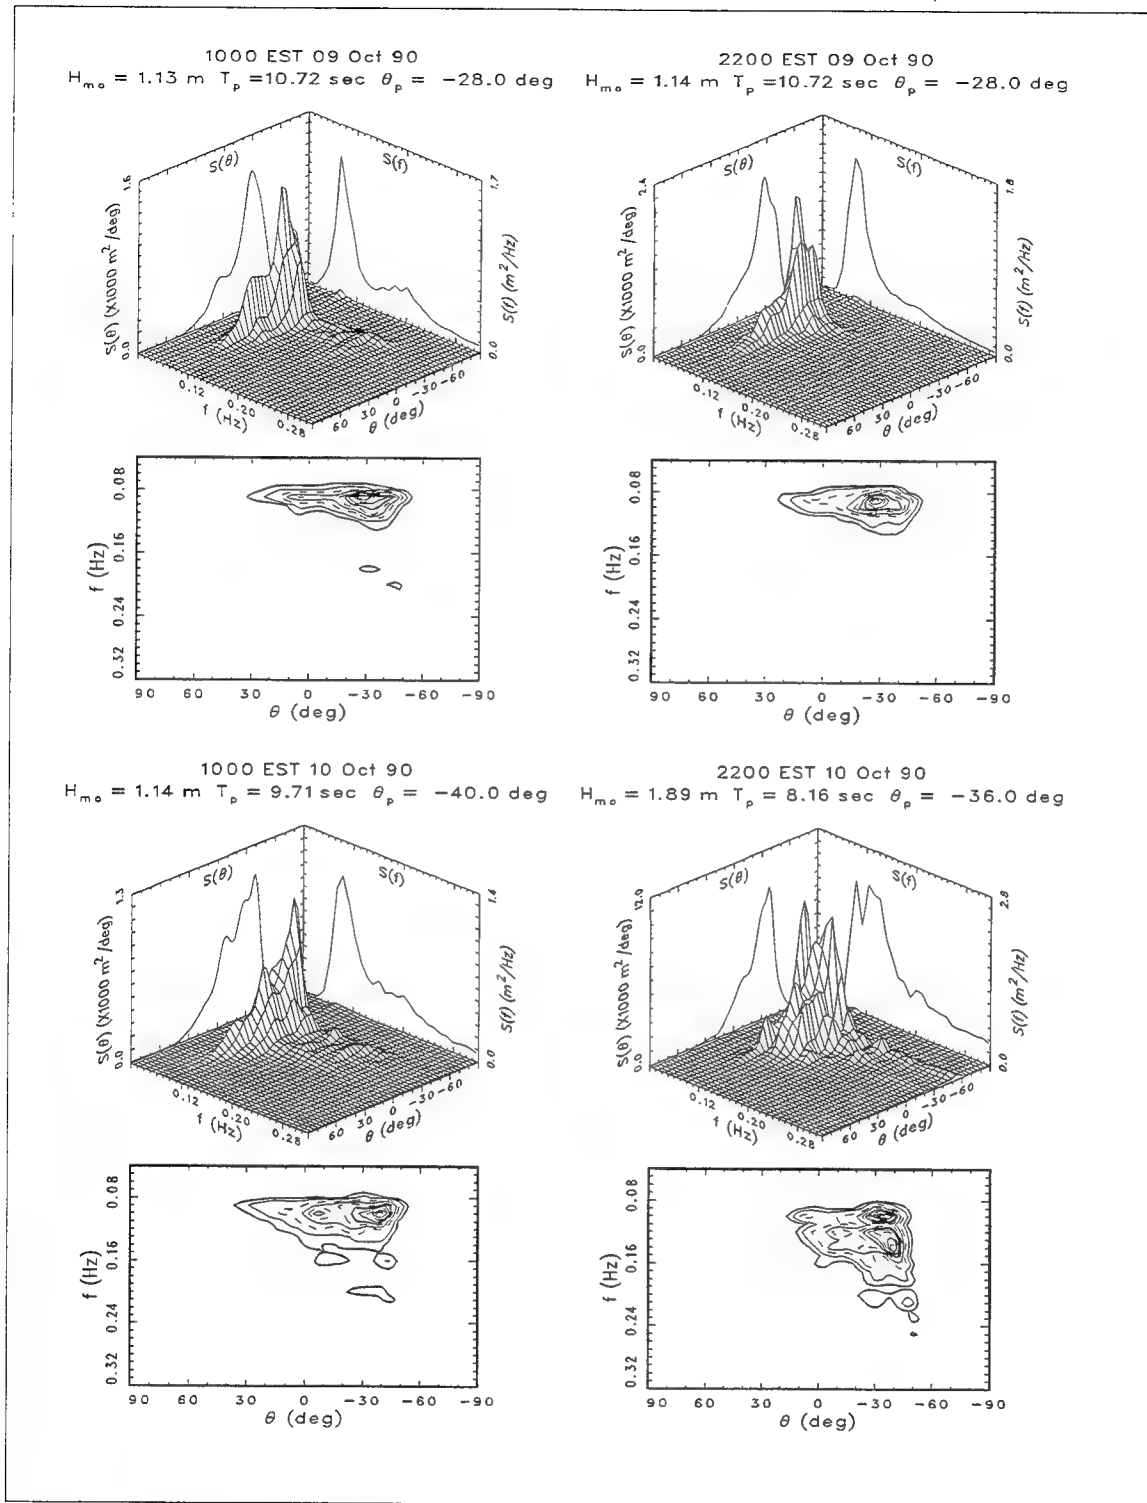 1000 EST 09 Oct 90
H_mo = 1.13 m T_p =10.72 sec θ_p = −28.0 deg
S(θ)
S(f)
1.6
1.7
S(θ) (X1000 m²/deg)
S(f) (m²/Hz)
0.0
0.0
0.12
0.20
0.28
f (Hz)
60 30 0 −30 −60
θ (deg)
0.08
0.16
0.24
0.32
f (Hz)
90 60 30 0 −30 −60 −90
θ (deg)
2200 EST 09 Oct 90
H_mo = 1.14 m T_p =10.72 sec θ_p = −28.0 deg
S(θ)
S(f)
2.4
1.8
S(θ) (X1000 m²/deg)
S(f) (m²/Hz)
0.0
0.0
0.12
0.20
0.28
f (Hz)
60 30 0 −30 −60
θ (deg)
0.08
0.16
0.24
0.32
f (Hz)
90 60 30 0 −30 −60 −90
θ (deg)
1000 EST 10 Oct 90
H_mo = 1.14 m T_p = 9.71 sec θ_p = −40.0 deg
S(θ)
S(f)
1.3
1.4
S(θ) (X1000 m²/deg)
S(f) (m²/Hz)
0.0
0.0
0.12
0.20
0.28
f (Hz)
60 30 0 −30 −60
θ (deg)
0.08
0.16
0.24
0.32
f (Hz)
90 60 30 0 −30 −60 −90
θ (deg)
2200 EST 10 Oct 90
H_mo = 1.89 m T_p = 8.16 sec θ_p = −36.0 deg
S(θ)
S(f)
12.0
2.8
S(θ) (X1000 m²/deg)
S(f) (m²/Hz)
0.0
0.0
0.12
0.20
0.28
f (Hz)
60 30 0 −30 −60
θ (deg)
0.08
0.16
0.24
0.32
f (Hz)
90 60 30 0 −30 −60 −90
θ (deg)